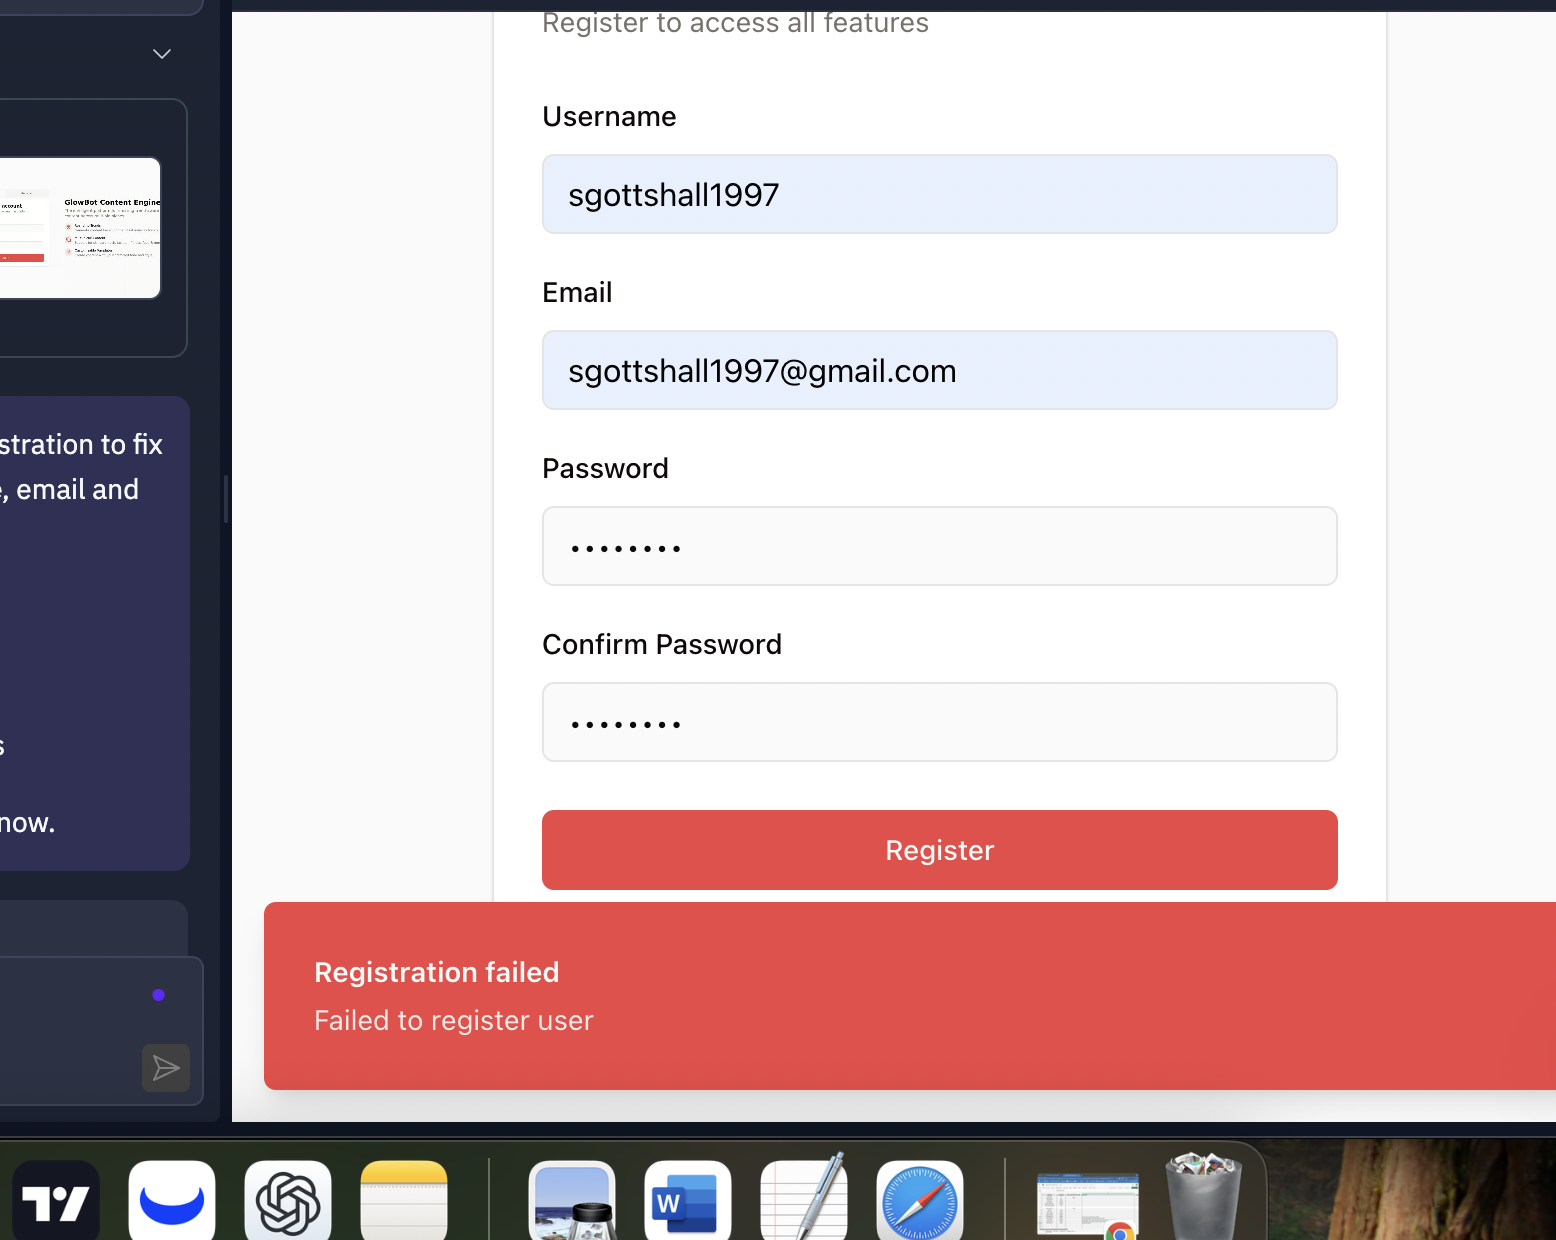 Register to access all features
account
GlowBot Content Engine
Username
sgottshall1997
Email
sgottshall1997@gmail.com
stration to fix
, email and
Password
••••••••
Confirm Password
••••••••
s
now.
Register
Registration failed
Failed to register user
W